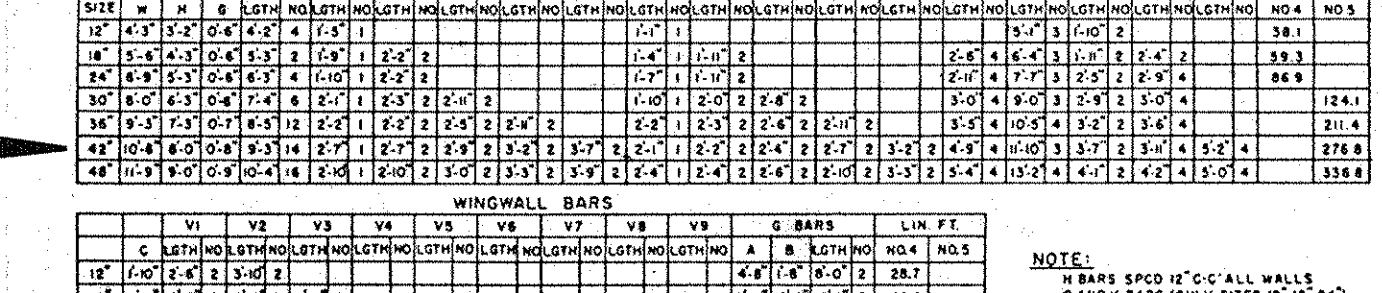 SIZE W H G LGTH NO LGTH NO LGTH NO LGTH NO LGTH NO LGTH NO LGTH NO LGTH NO LGTH NO LGTH NO LGTH NO LGTH NO LGTH NO LGTH NO LGTH NO NO 4 NO 5
12" 4'-3" 3'-2" 0'-6" 4'-2" 4 1'-5" 1 1'-1" 1 5'-1" 3 1'-10" 2 38.1
18" 5'-6" 4'-3" 0'-6" 5'-3" 2 1'-9" 1 2'-2" 2 1'-4" 1 1'-11" 2 2'-6" 4 6'-4" 3 1'-11" 2 2'-4" 2 59.3
24" 6'-9" 5'-3" 0'-6" 6'-3" 4 1'-10" 1 2'-2" 2 1'-7" 1 1'-11" 2 2'-11" 4 7'-7" 3 2'-5" 2 2'-9" 4 86.9
30" 8'-0" 6'-3" 0'-6" 7'-4" 6 2'-1" 1 2'-3" 2 2'-11" 2 1'-10" 1 2'-0" 2 2'-8" 2 3'-0" 4 9'-0" 3 2'-9" 2 3'-0" 4 124.1
36" 9'-3" 7'-3" 0'-7" 8'-5" 12 2'-2" 1 2'-2" 2 2'-5" 2 2'-11" 2 2'-2" 1 2'-3" 2 2'-6" 2 2'-11" 2 3'-5" 4 10'-5" 4 3'-2" 2 3'-6" 4 211.4
42" 10'-6" 8'-0" 0'-8" 9'-3" 14 2'-7" 1 2'-7" 2 2'-9" 2 3'-2" 2 3'-7" 2 2'-1" 1 2'-2" 2 2'-4" 2 2'-7" 2 3'-2" 2 4'-9" 4 11'-10" 3 3'-7" 2 3'-11" 4 5'-2" 4 276.8
48" 11'-9" 9'-0" 0'-9" 10'-4" 16 2'-10" 1 2'-10" 2 3'-0" 2 3'-3" 2 3'-9" 2 2'-4" 1 2'-4" 2 2'-6" 2 2'-10" 2 3'-3" 2 5'-4" 4 13'-2" 4 4'-1" 2 4'-2" 4 5'-0" 4 336.8
WINGWALL BARS
V1 V2 V3 V4 V5 V6 V7 V8 V9 G BARS LIN. FT.
C LGTH NO LGTH NO LGTH NO LGTH NO LGTH NO LGTH NO LGTH NO LGTH NO LGTH NO A B LGTH NO NO.4 NO.5
12" 1'-10" 2'-6" 2 3'-10" 2 4'-8" 1'-8" 8'-0" 2 28.7
NOTE:
H BARS SPCD 12" C-C ALL WALLS